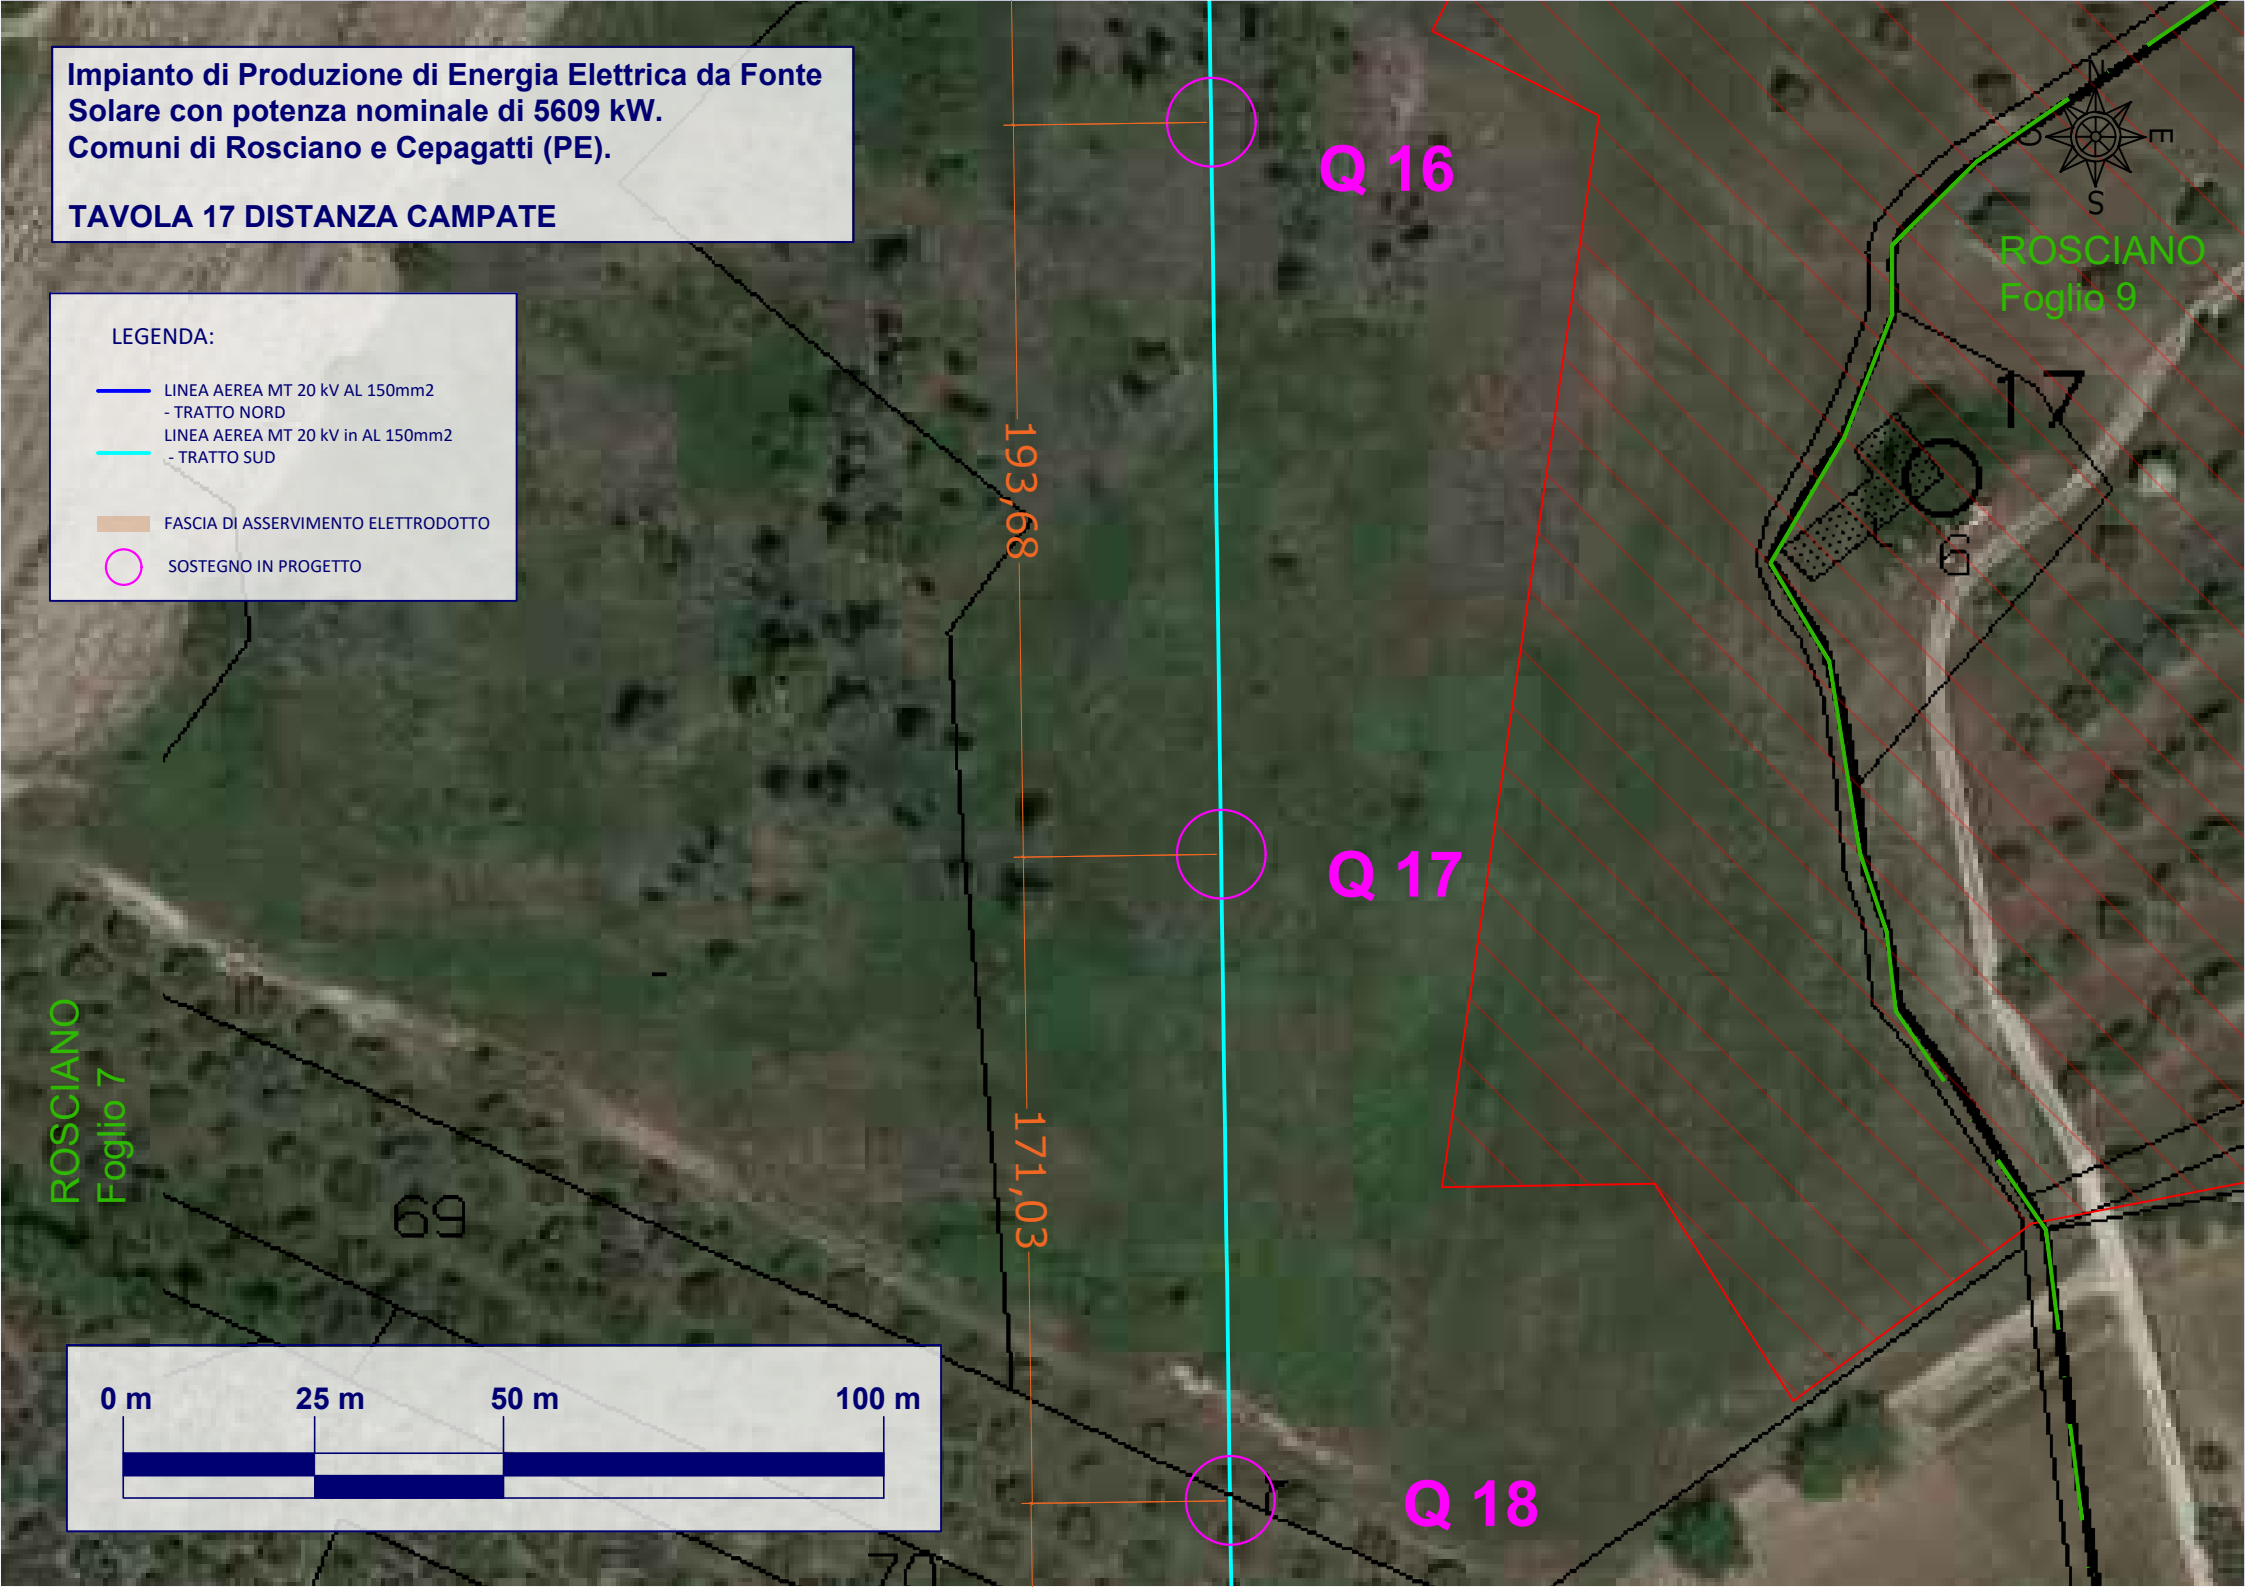 Impianto di Produzione di Energia Elettrica da Fonte
Solare con potenza nominale di 5609 kW.
Comuni di Rosciano e Cepagatti (PE).
TAVOLA 17 DISTANZA CAMPATE
LEGENDA:
LINEA AEREA MT 20 kV AL 150mm2
- TRATTO NORD
LINEA AEREA MT 20 kV in AL 150mm2
- TRATTO SUD
FASCIA DI ASSERVIMENTO ELETTRODOTTO
SOSTEGNO IN PROGETTO
Q 16
N
O
E
S
ROSCIANO
Foglio 9
17
6
193,68
Q 17
171,03
ROSCIANO
Foglio 7
69
0 m
25 m
50 m
100 m
Q 18
70